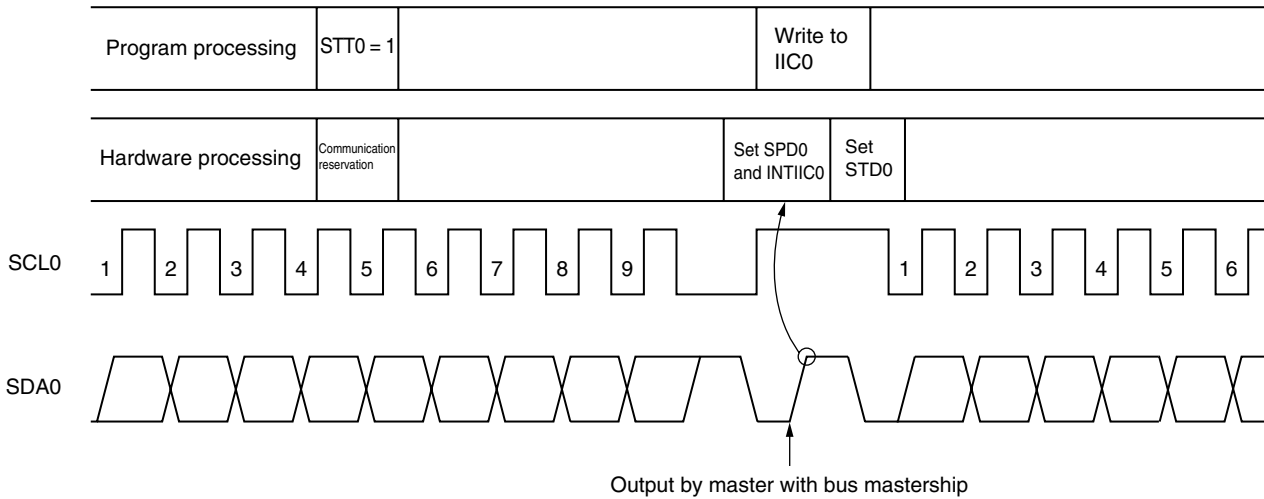 Program processing
STT0 = 1
Write to
IIC0
Hardware processing
Communication
reservation
Set SPD0
and INTIIC0
Set
STD0
SCL0
1 2 3 4 5 6 7 8 9 1 2 3 4 5 6
SDA0
Output by master with bus mastership